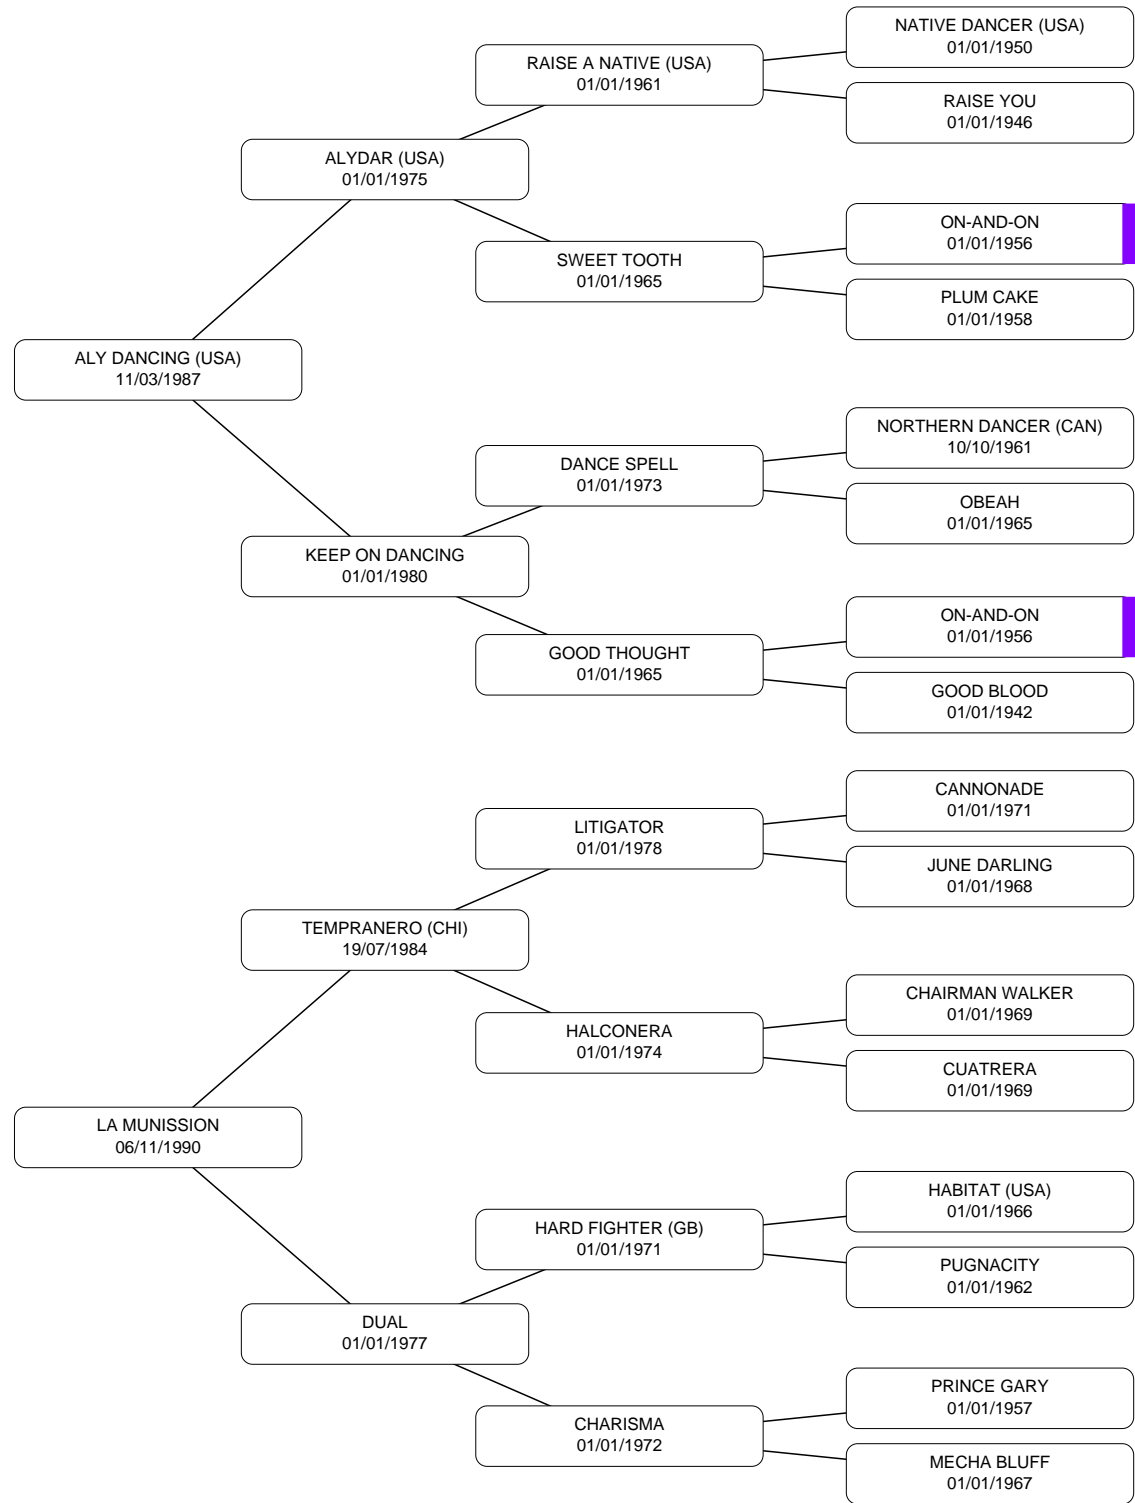 NATIVE DANCER (USA)
01/01/1950
RAISE A NATIVE (USA)
01/01/1961
RAISE YOU
01/01/1946
ALYDAR (USA)
01/01/1975
ON-AND-ON
01/01/1956
SWEET TOOTH
01/01/1965
PLUM CAKE
01/01/1958
ALY DANCING (USA)
11/03/1987
NORTHERN DANCER (CAN)
10/10/1961
DANCE SPELL
01/01/1973
OBEAH
01/01/1965
KEEP ON DANCING
01/01/1980
ON-AND-ON
01/01/1956
GOOD THOUGHT
01/01/1965
GOOD BLOOD
01/01/1942
CANNONADE
01/01/1971
LITIGATOR
01/01/1978
JUNE DARLING
01/01/1968
TEMPRANERO (CHI)
19/07/1984
CHAIRMAN WALKER
01/01/1969
HALCONERA
01/01/1974
CUATRERA
01/01/1969
LA MUNISSION
06/11/1990
HABITAT (USA)
01/01/1966
HARD FIGHTER (GB)
01/01/1971
PUGNACITY
01/01/1962
DUAL
01/01/1977
PRINCE GARY
01/01/1957
CHARISMA
01/01/1972
MECHA BLUFF
01/01/1967